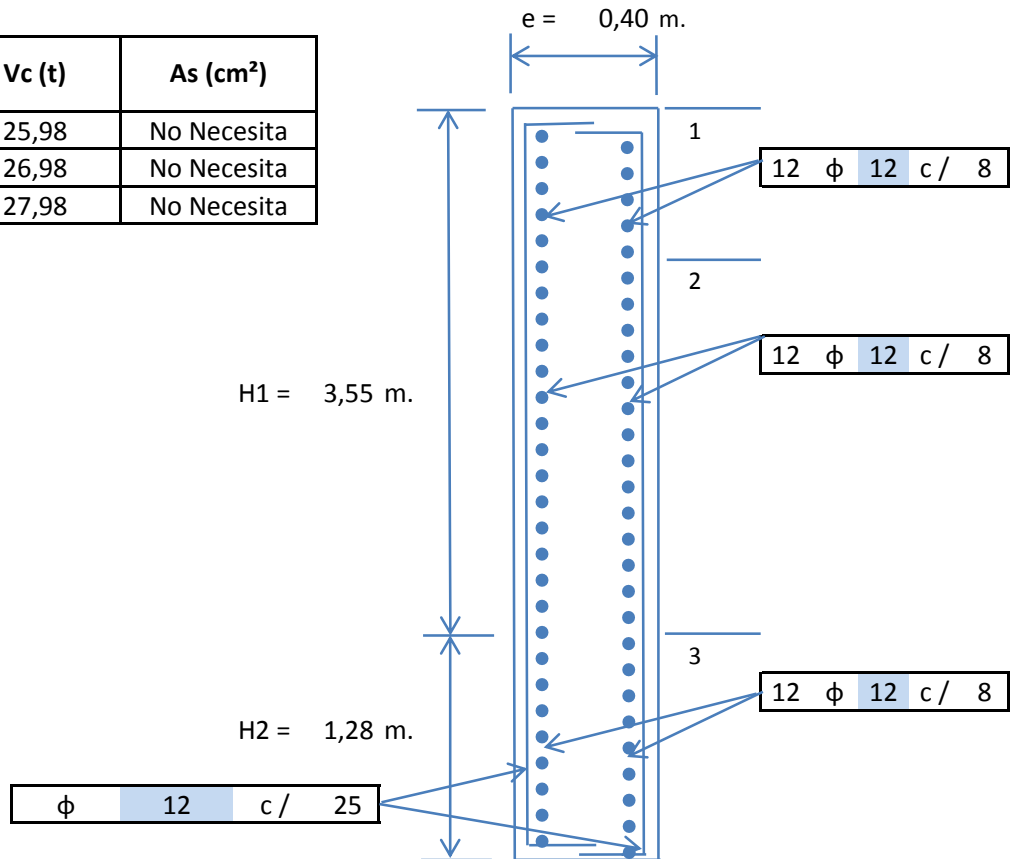 e = 0,40 m.
Vc (t) As (cm²)
25,98 No Necesita
26,98 No Necesita
27,98 No Necesita
1
12 ϕ 12 c / 8
2
12 ϕ 12 c / 8
H1 = 3,55 m.
3
12 ϕ 12 c / 8
H2 = 1,28 m.
ϕ 12 c / 25